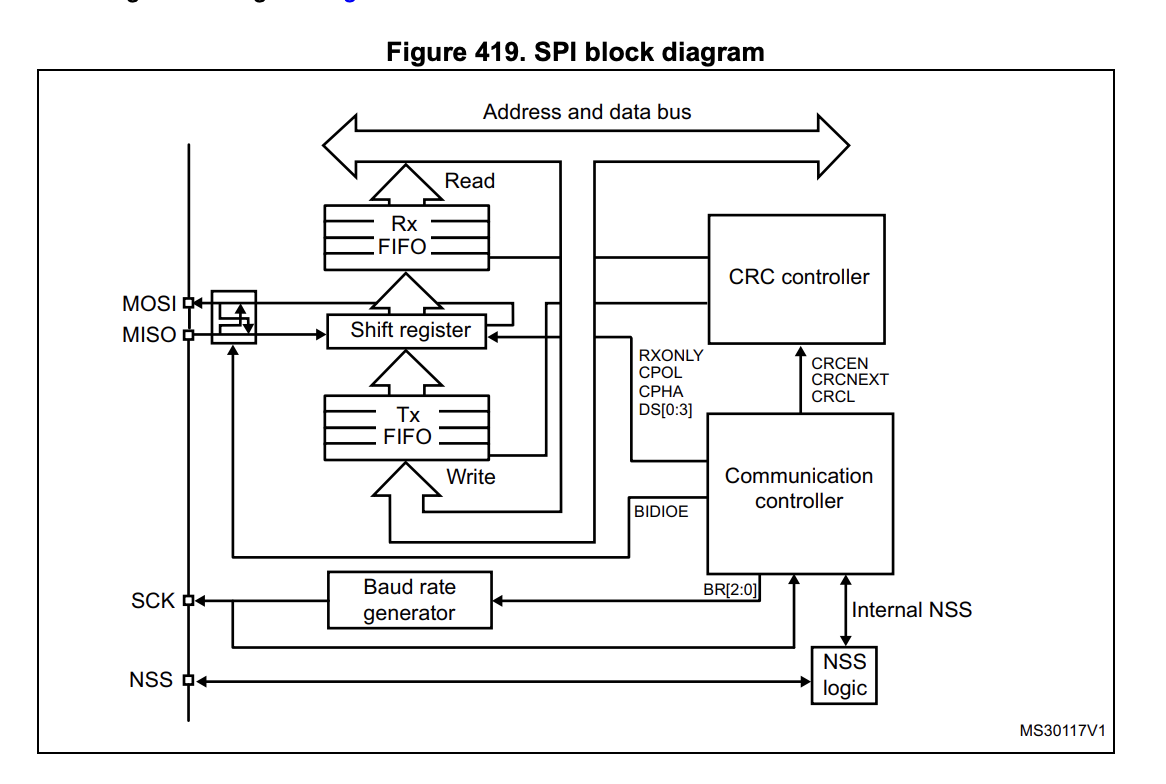 Figure 419. SPI block diagram
Address and data bus
Read
Rx
FIFO
CRC controller
MOSI
MISO
Shift register
RXONLY
CPOL
CPHA
DS[0:3]
CRCEN
CRCNEXT
CRCL
Tx
FIFO
Write
Communication
controller
BIDIOE
Baud rate
generator
BR[2:0]
SCK
Internal NSS
NSS
logic
NSS
MS30117V1